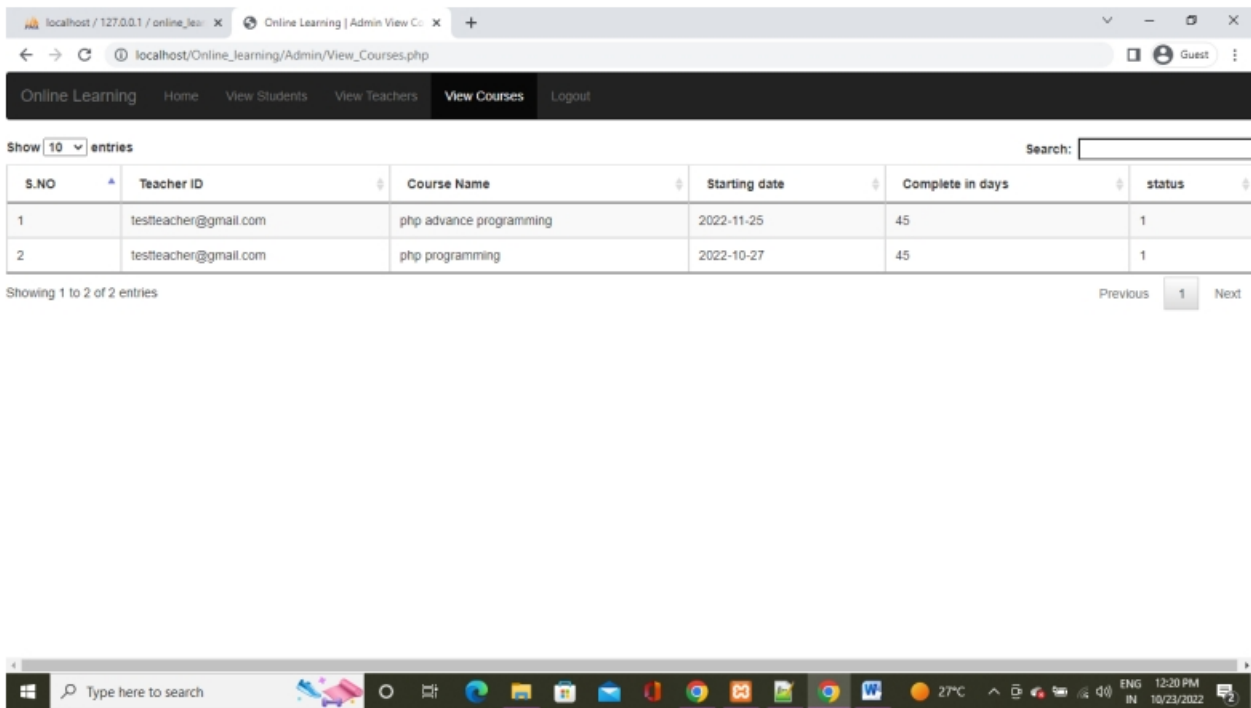 localhost / 127.0.0.1 / online_lear
Online Learning | Admin View Co
localhost/Online_learning/Admin/View_Courses.php
Guest
Online Learning Home View Students View Teachers View Courses Logout
Show 10 entries Search:
S.NO Teacher ID Course Name Starting date Complete in days status
1 testteacher@gmail.com php advance programming 2022-11-25 45 1
2 testteacher@gmail.com php programming 2022-10-27 45 1
Showing 1 to 2 of 2 entries Previous 1 Next
Type here to search 27°C ENG 12:20 PM
IN 10/23/2022